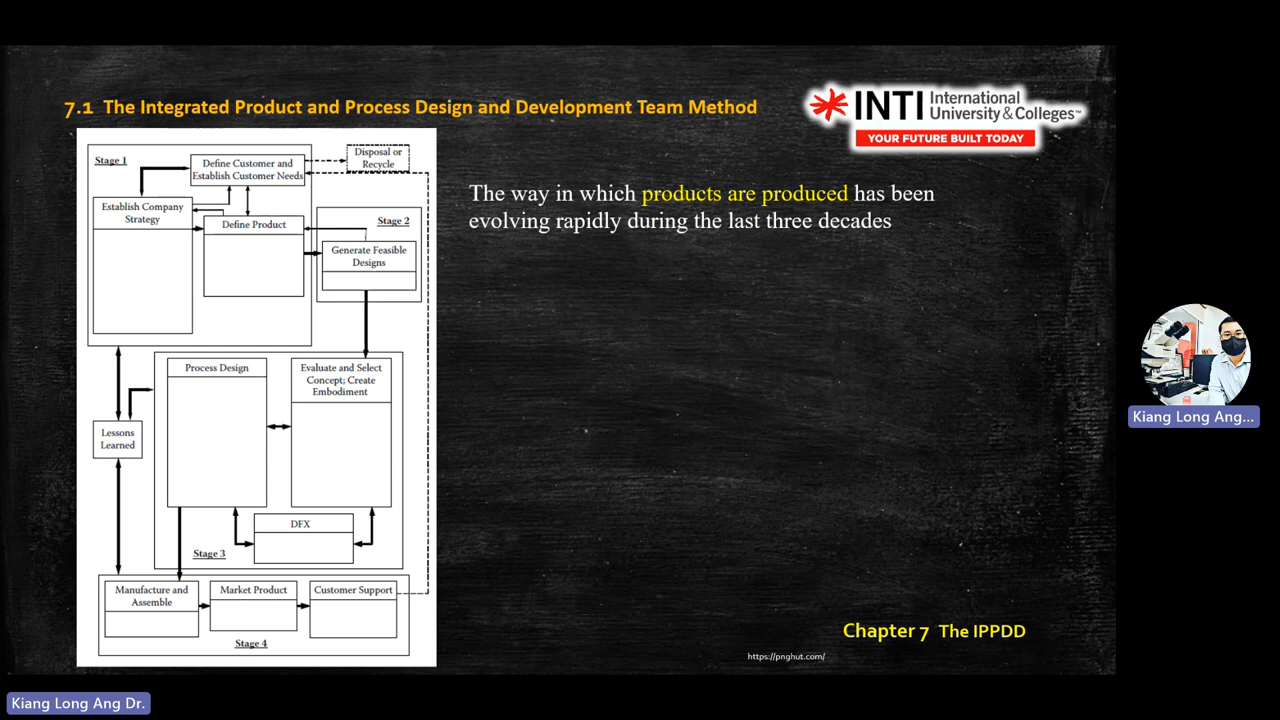 7.1 The Integrated Product and Process Design and Development Team Method
INTI International
University & Colleges™
YOUR FUTURE BUILT TODAY
Stage 1
Define Customer and
Establish Customer Needs
Disposal or
Recycle
Establish Company
Strategy
Define Product
Stage 2
Generate Feasible
Designs
The way in which products are produced has been
evolving rapidly during the last three decades
Process Design
Evaluate and Select
Concept; Create
Embodiment
Lessons
Learned
DFX
Stage 3
Manufacture and
Assemble
Market Product
Customer Support
Stage 4
Kiang Long Ang...
Chapter 7 The IPPDD
https://pnghut.com/
Kiang Long Ang Dr.